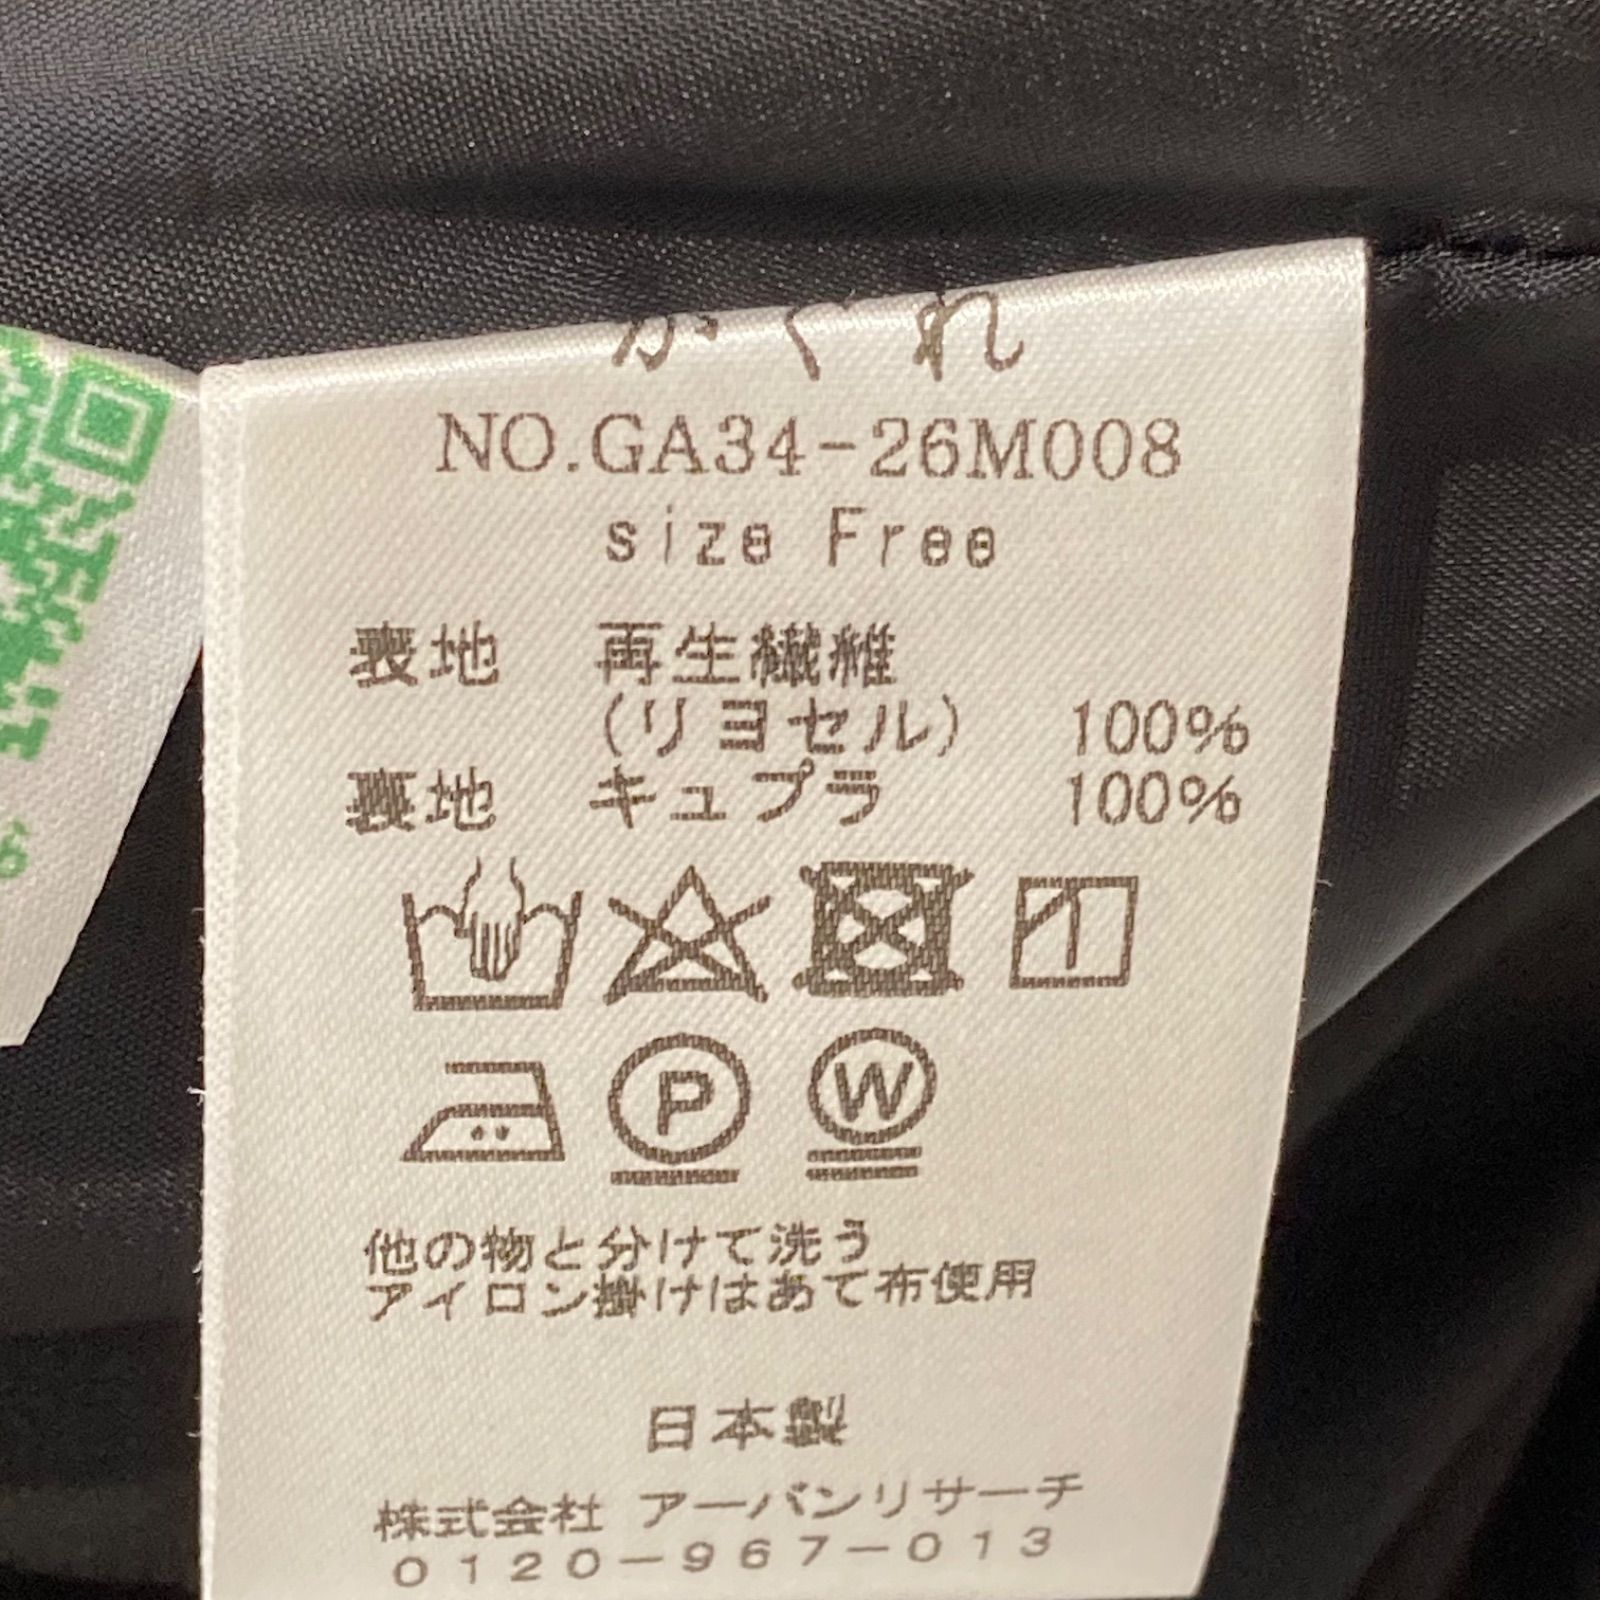 かぐれ
NO.GA34-26M008
size Free
表地 再生繊維
(リヨセル) 100%
裏地 キュプラ 100%
P W
他の物と分けて洗う
アイロン掛けはあて布使用
日本製
株式会社 アーバンリサーチ
0120-967-013